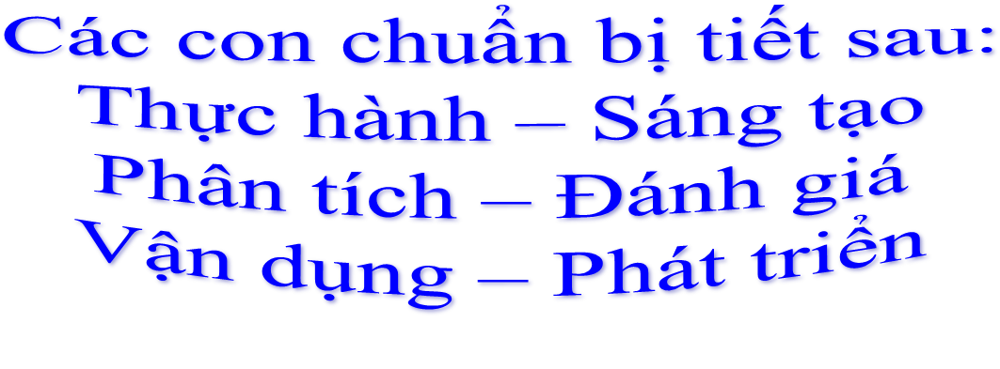 Các con chuẩn bị tiết sau:
Thực hành – Sáng tạo
Phân tích – Đánh giá
Vận dụng – Phát triển